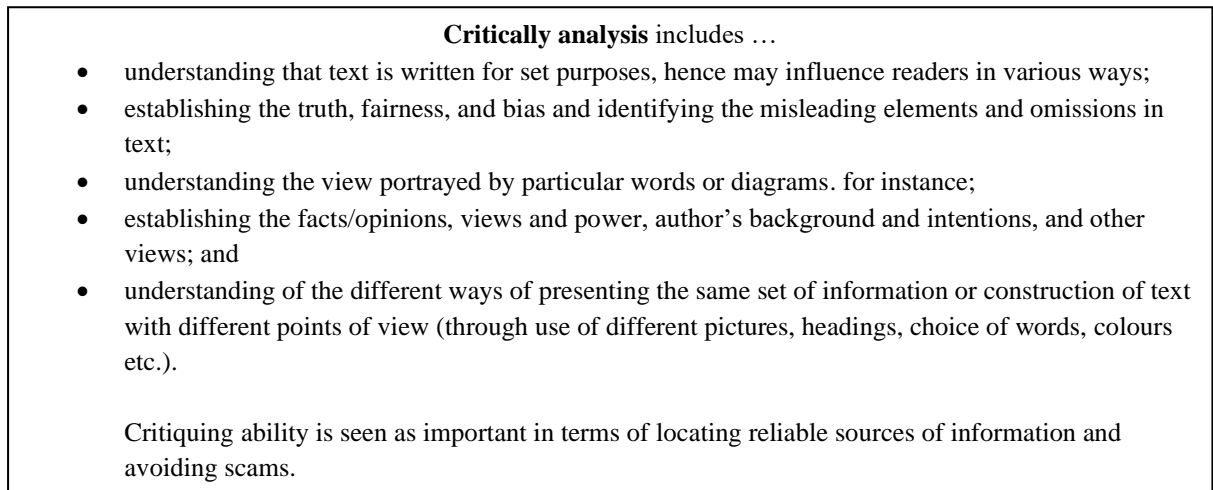 Critically analysis includes …
• understanding that text is written for set purposes, hence may influence readers in various ways;
• establishing the truth, fairness, and bias and identifying the misleading elements and omissions in
text;
• understanding the view portrayed by particular words or diagrams. for instance;
• establishing the facts/opinions, views and power, author’s background and intentions, and other
views; and
• understanding of the different ways of presenting the same set of information or construction of text
with different points of view (through use of different pictures, headings, choice of words, colours
etc.).
Critiquing ability is seen as important in terms of locating reliable sources of information and
avoiding scams.